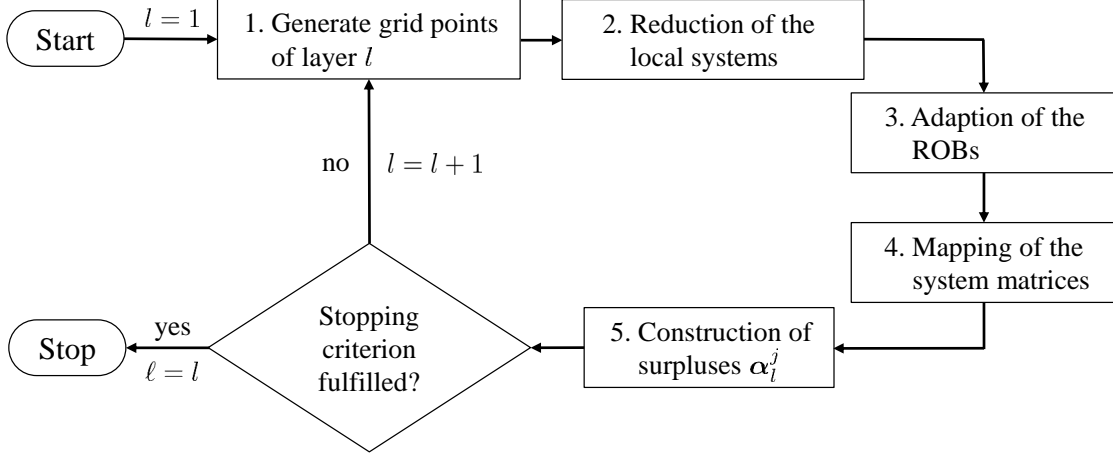 Start
l = 1
1. Generate grid points
of layer l
2. Reduction of the
local systems
3. Adaption of the
ROBs
4. Mapping of the
system matrices
5. Construction of
surpluses α_l^j
Stopping
criterion
fulfilled?
no
l = l + 1
yes
ℓ = l
Stop